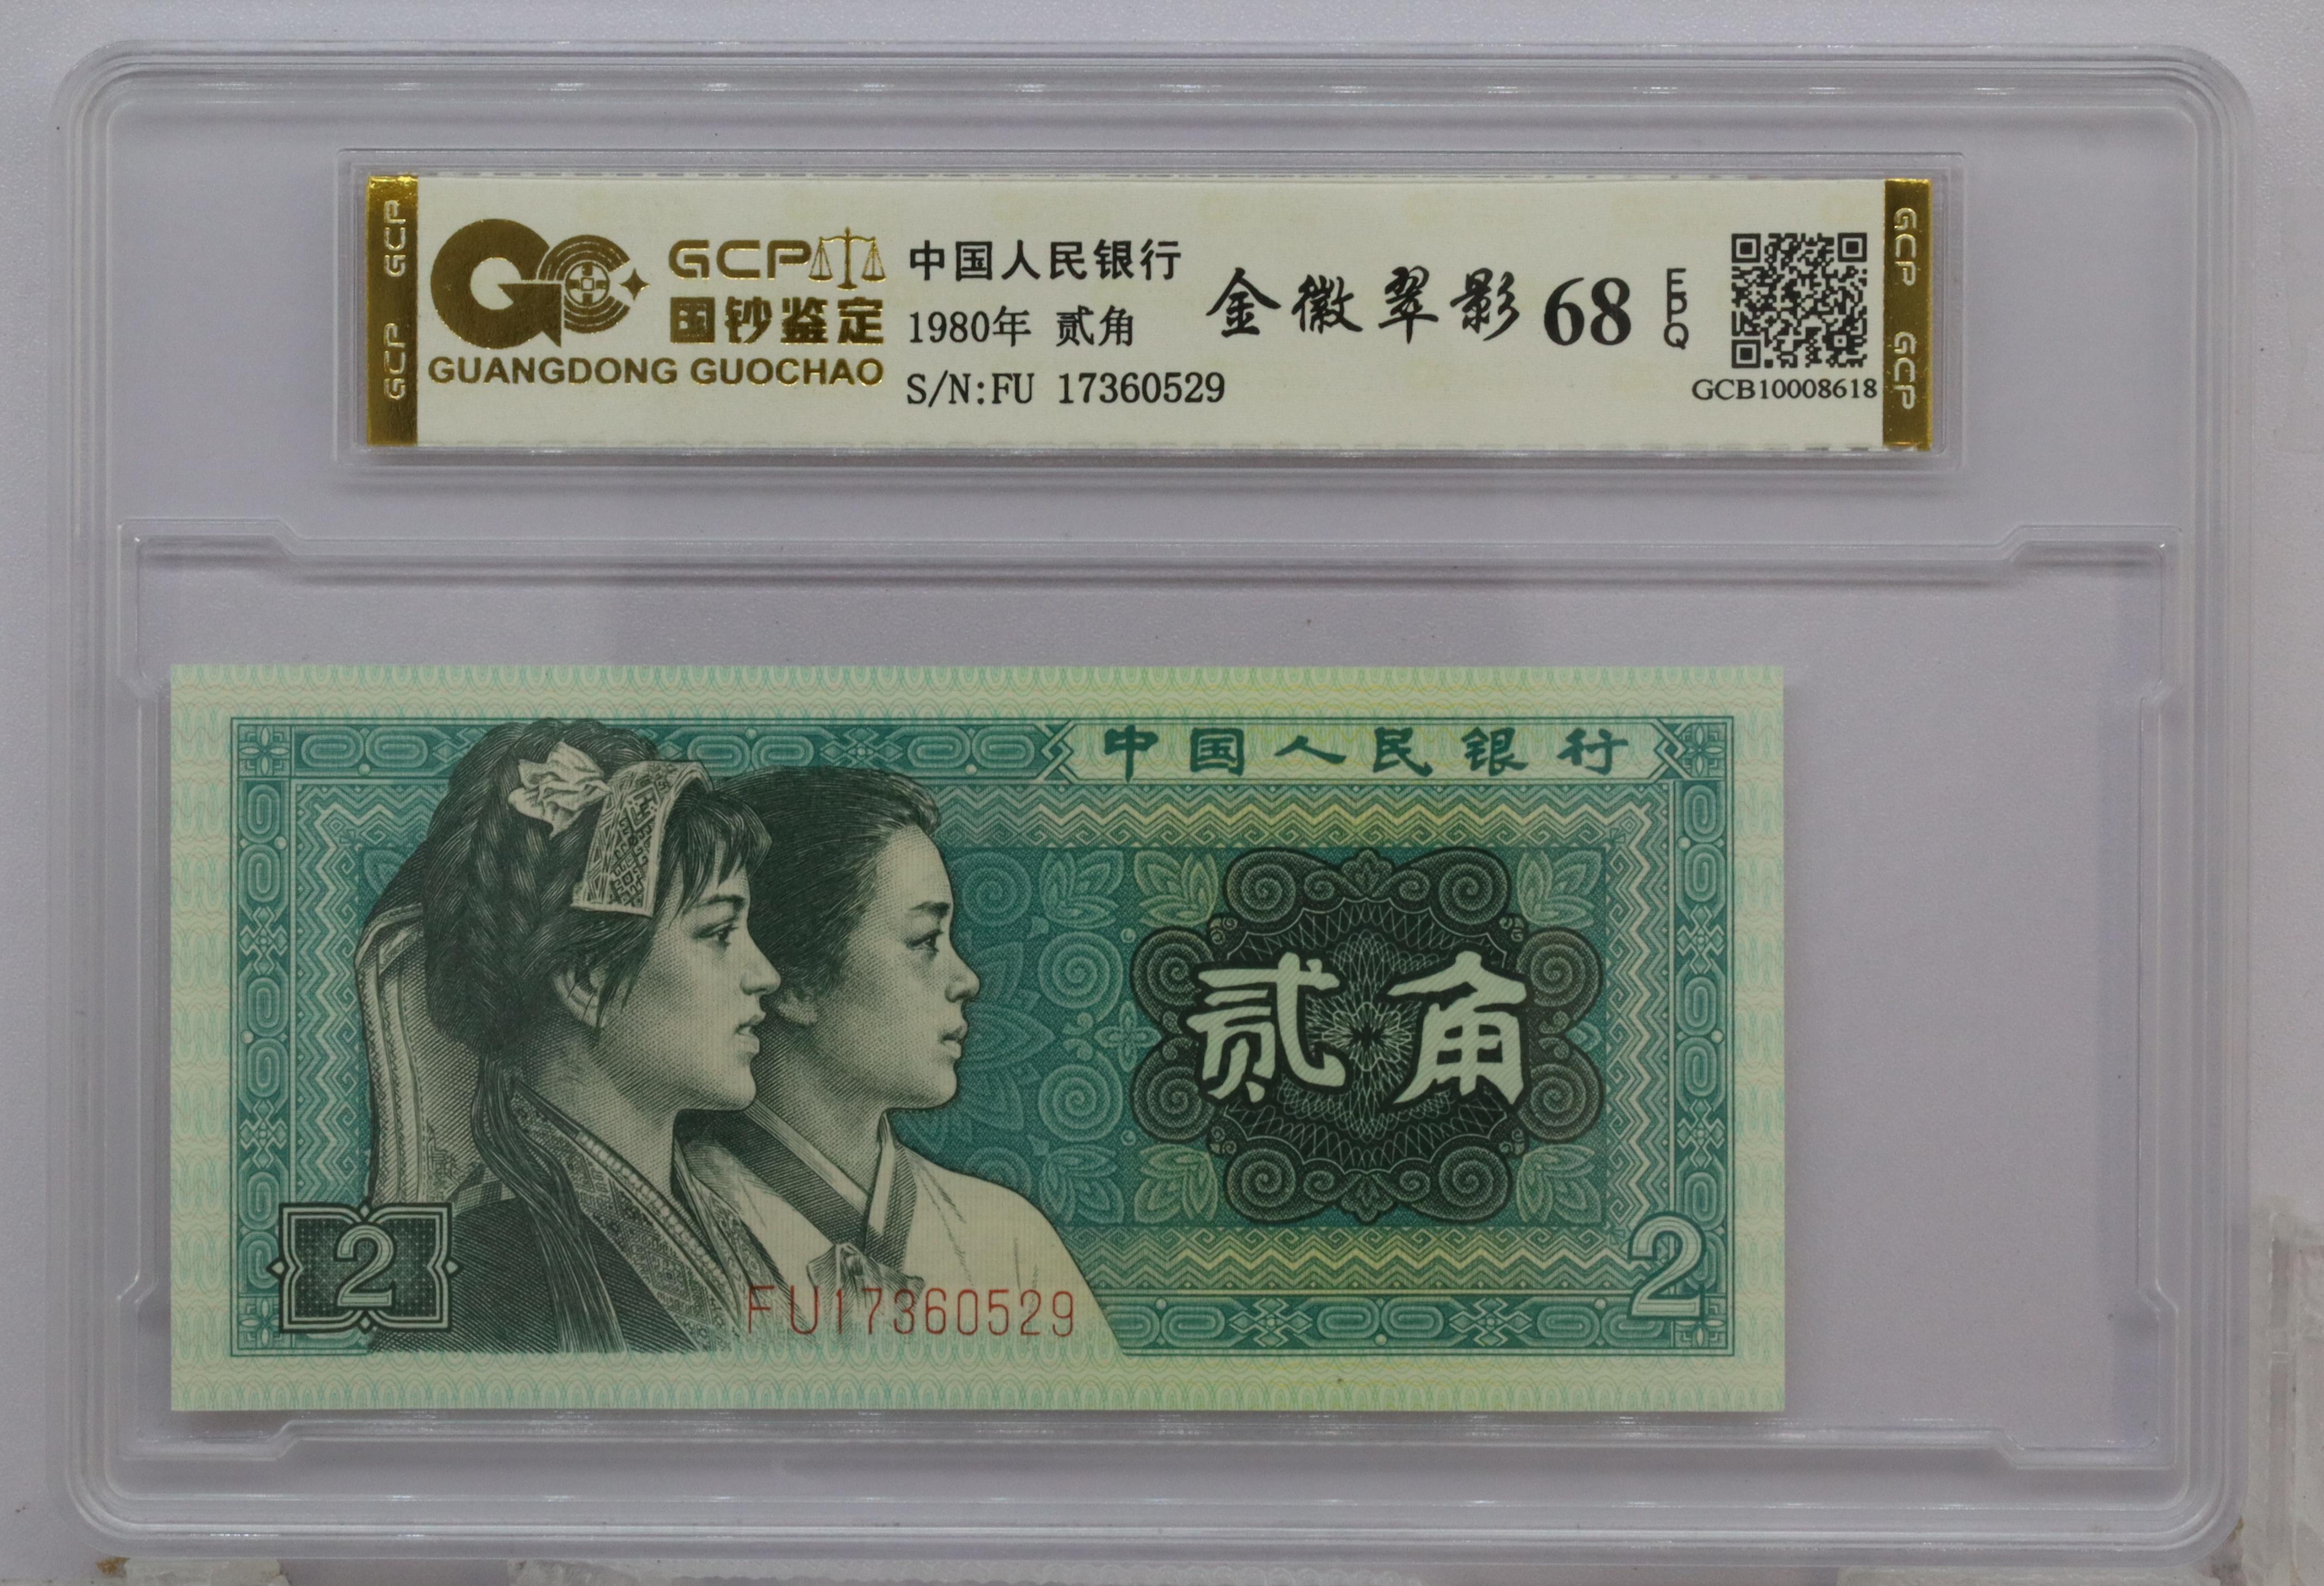 GCP GCP
GCP
国钞鉴定
GUANGDONG GUOCHAO
中国人民银行
1980年 贰角
S/N:FU 17360529
金徽翠影 68 EPQ
GCB10008618
GCP GCP
中国人民银行
贰角
2
FU17360529
2